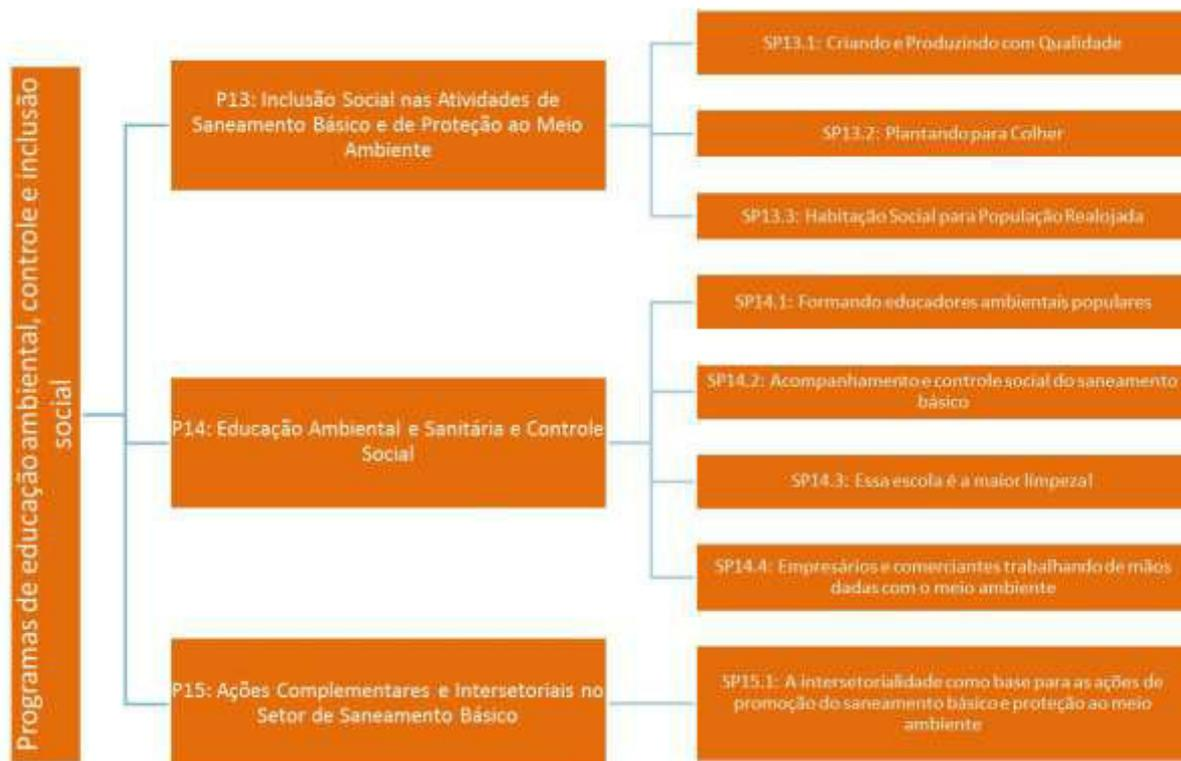 Programas de educação ambiental, controle e inclusão
social
P13: Inclusão Social nas Atividades de
Saneamento Básico e de Proteção ao Meio
Ambiente
SP13.1: Criando e Produzindo com Qualidade
SP13.2: Plantando para Colher
SP13.3: Habitação Social para População Realojada
P14: Educação Ambiental e Sanitária e Controle
Social
SP14.1: Formando educadores ambientais populares
SP14.2: Acompanhamento e controle social do saneamento
básico
SP14.3: Essa escola é a maior limpeza!
SP14.4: Empresários e comerciantes trabalhando de mãos
dadas com o meio ambiente
P15: Ações Complementares e Intersetoriais no
Setor de Saneamento Básico
SP15.1: A intersetorialidade como base para as ações de
promoção do saneamento básico e proteção ao meio
ambiente